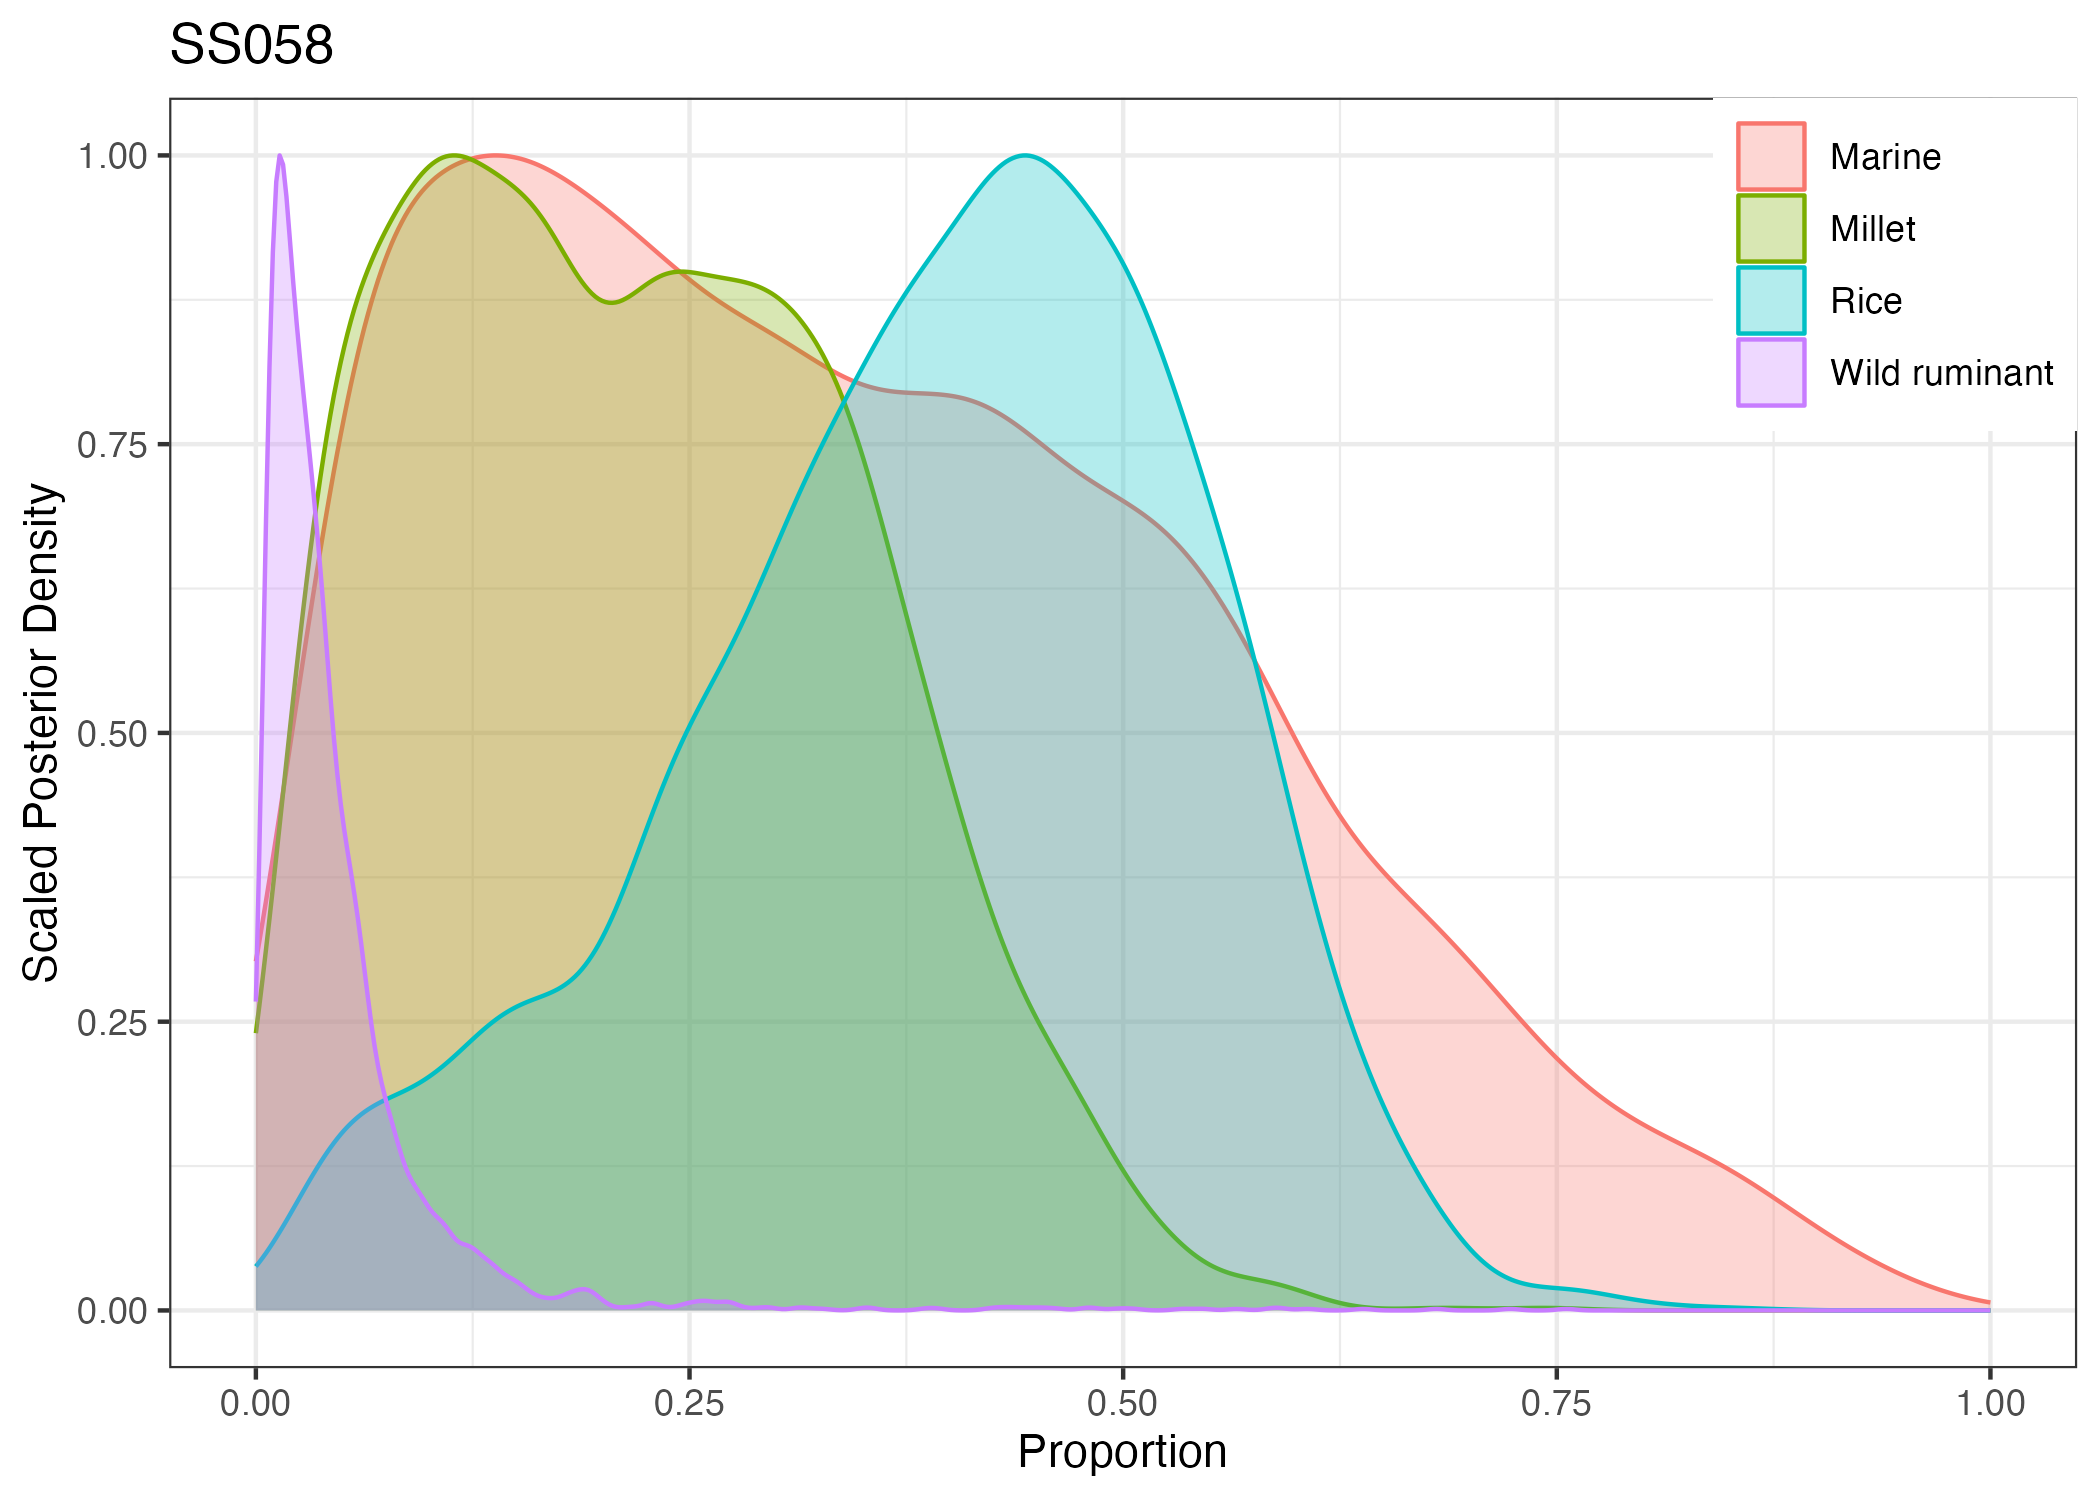 SS058
Marine
Millet
Rice
Wild ruminant
Scaled Posterior Density
1.00
0.75
0.50
0.25
0.00
0.00 0.25 0.50 0.75 1.00
Proportion